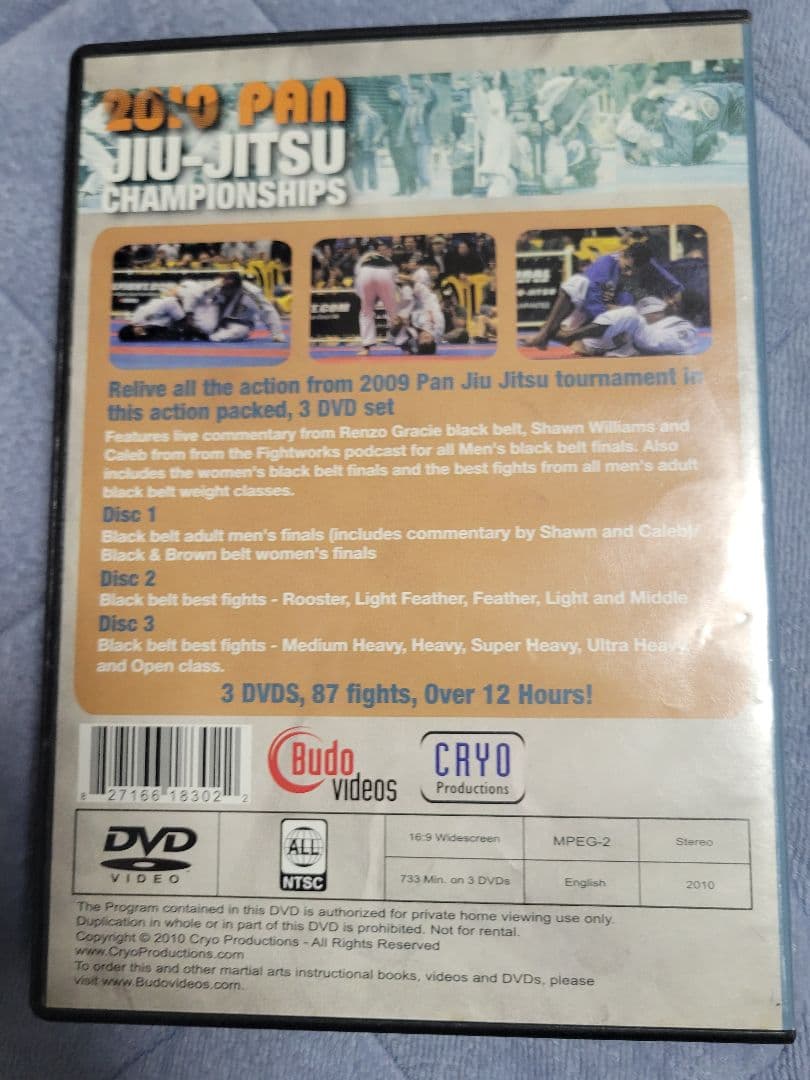 2010 PAN
JIU-JITSU
CHAMPIONSHIPS
Relive all the action from 2009 Pan Jiu Jitsu tournament in
this action packed, 3 DVD set
Features live commentary from Renzo Gracie black belt, Shawn Williams and
Caleb from from the Fightworks podcast for all Men's black belt finals. Also
includes the women's black belt finals and the best fights from all men's adult
black belt weight classes.
Disc 1
Black belt adult men's finals (includes commentary by Shawn and Caleb)/
Black & Brown belt women's finals
Disc 2
Black belt best fights - Rooster, Light Feather, Feather, Light and Middle
Disc 3
Black belt best fights - Medium Heavy, Heavy, Super Heavy, Ultra Heavy,
and Open class.
3 DVDS, 87 fights, Over 12 Hours!
8 27166 18302 2
Budo
videos
CRYO
Productions
DVD
VIDEO
ALL
NTSC
16:9 Widescreen
MPEG-2
Stereo
733 Min. on 3 DVDs
English
2010
The Program contained in this DVD is authorized for private home viewing use only.
Duplication in whole or in part of this DVD is prohibited. Not for rental.
Copyright © 2010 Cryo Productions - All Rights Reserved
www.CryoProductions.com
To order this and other martial arts instructional books, videos and DVDs, please
visit www.Budovideos.com.